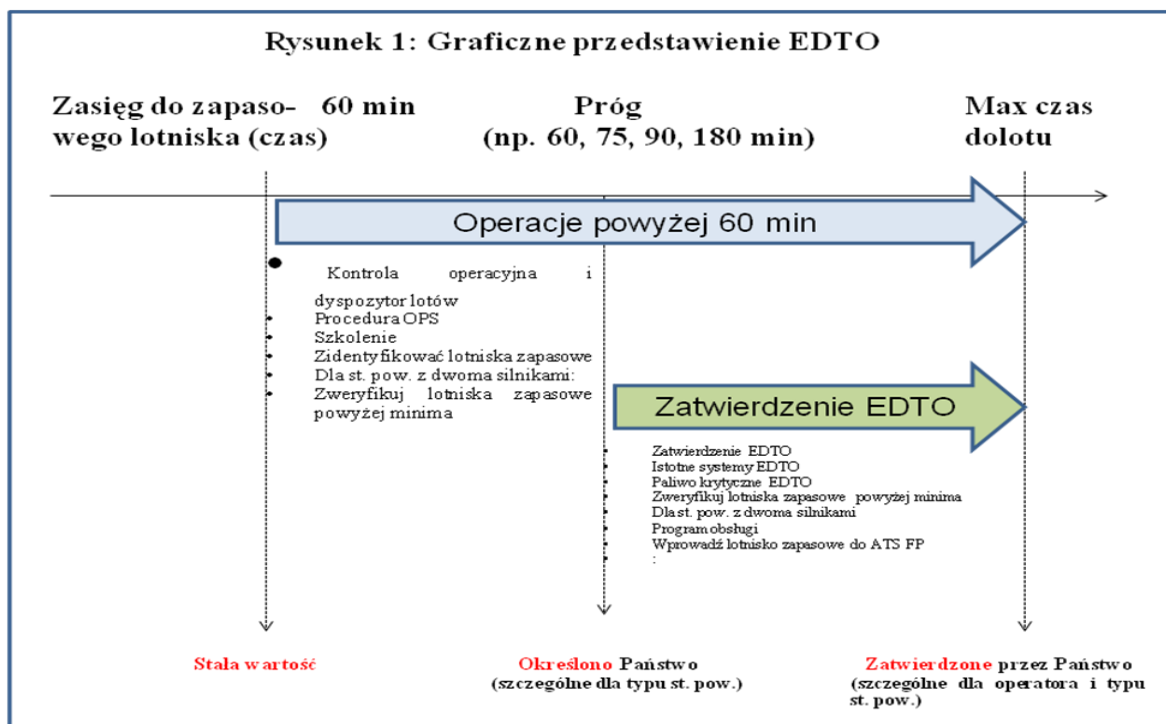 Rysunek 1: Graficzne przedstawienie EDTO
Zasięg do zapaso- 60 min
wego lotniska (czas)
Próg
(np. 60, 75, 90, 180 min)
Max czas
dolotu
Operacje powyżej 60 min
Kontrola operacyjna i
dyspozytor lotów
Procedura OPS
Szkolenie
Zidentyfikować lotniska zapasowe
Dla st. pow. z dwoma silnikami:
Zweryfikuj lotniska zapasowe
powyżej minima
Zatwierdzenie EDTO
Zatwierdzenie EDTO
Istotne systemy EDTO
Paliwo krytyczne EDTO
Zweryfikuj lotniska zapasowe powyżej minima
Dla st. pow. z dwoma silnikami
Program obsługi
Wprowadź lotnisko zapasowe do ATS FP
:
Stala wartość
Określono Państwo
(szczególne dla typu st. pow.)
Zatwierdzone przez Państwo
(szczególne dla operatora i typu
st. pow.)